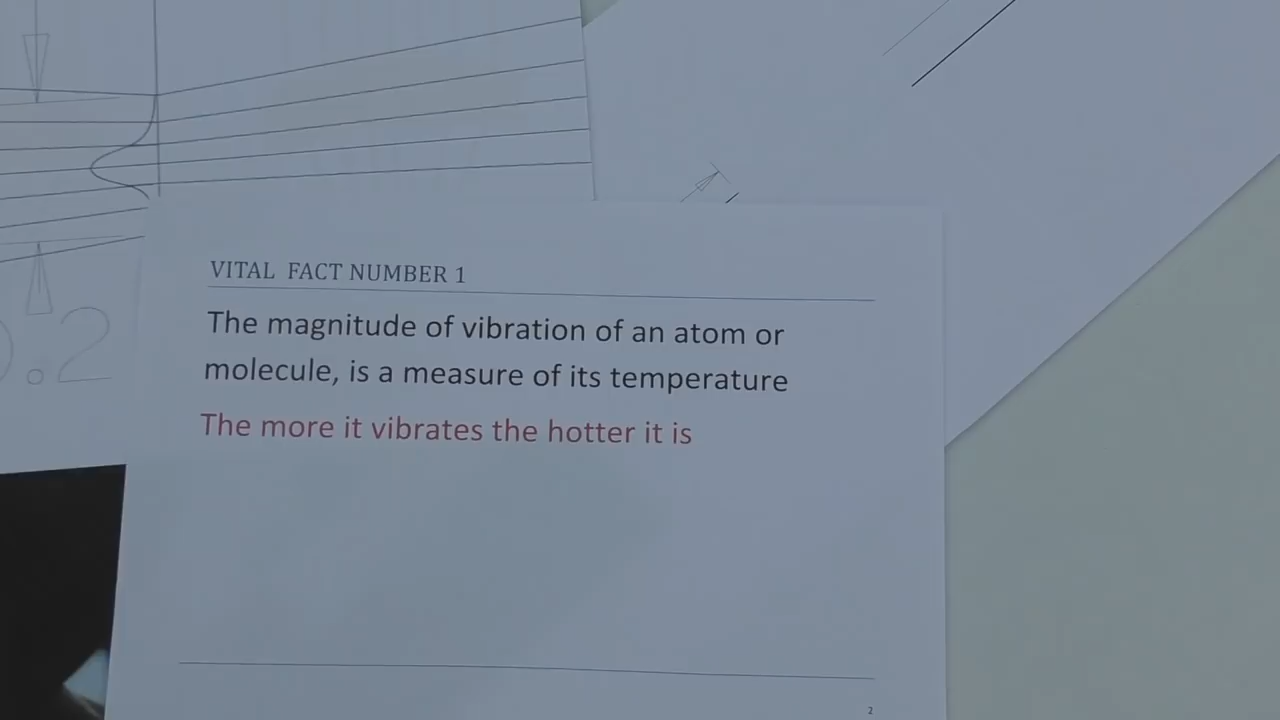 .2
VITAL FACT NUMBER 1
The magnitude of vibration of an atom or
molecule, is a measure of its temperature
The more it vibrates the hotter it is
2